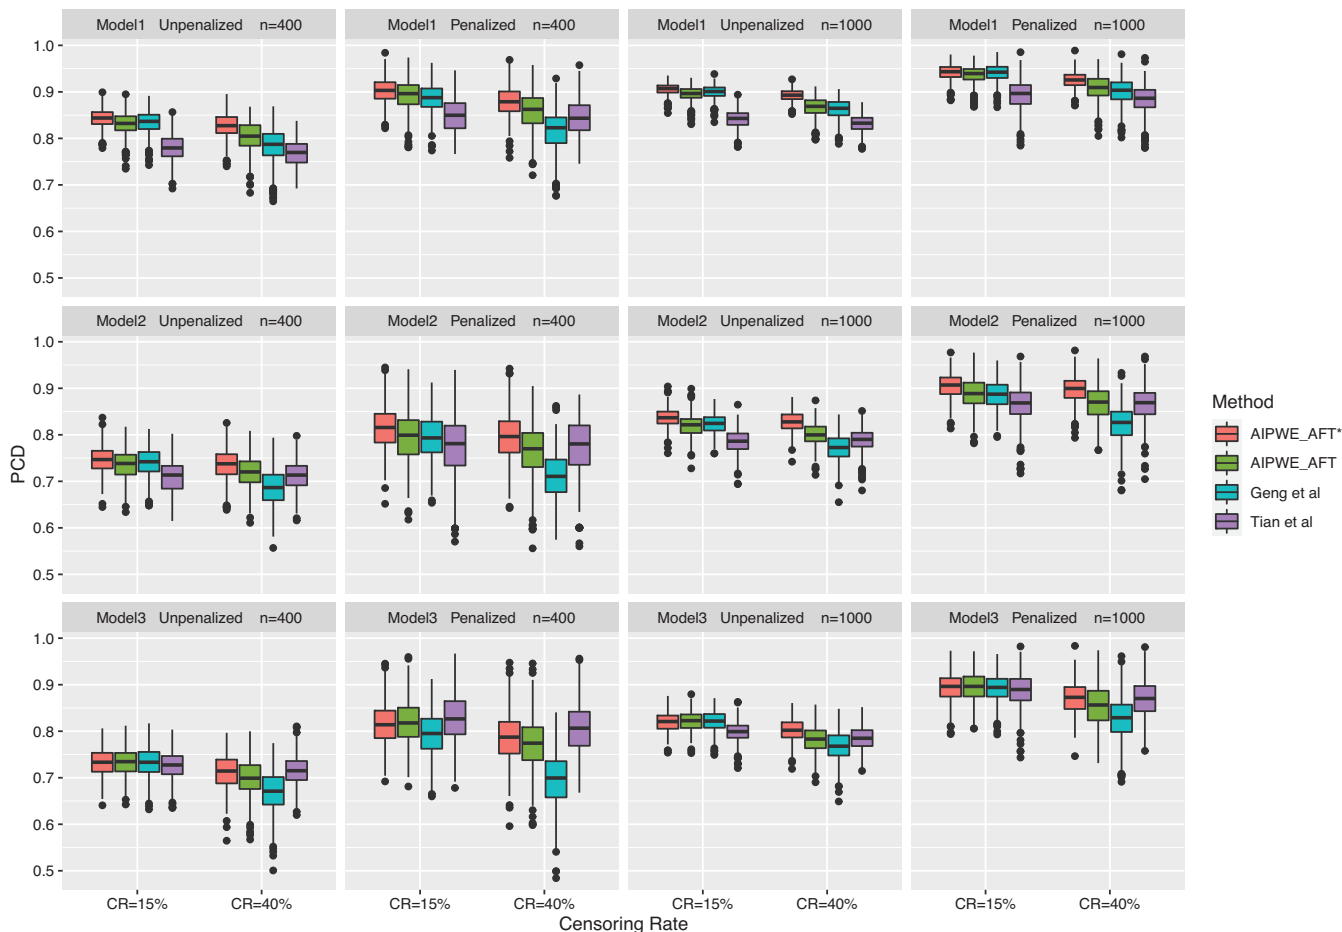 Model1 Unpenalized n=400
Model1 Penalized n=400
Model1 Unpenalized n=1000
Model1 Penalized n=1000
1.0
0.9
0.8
0.7
0.6
0.5
Model2 Unpenalized n=400
Model2 Penalized n=400
Model2 Unpenalized n=1000
Model2 Penalized n=1000
1.0
0.9
0.8
0.7
0.6
0.5
PCD
Model3 Unpenalized n=400
Model3 Penalized n=400
Model3 Unpenalized n=1000
Model3 Penalized n=1000
1.0
0.9
0.8
0.7
0.6
0.5
CR=15% CR=40%
CR=15% CR=40%
CR=15% CR=40%
CR=15% CR=40%
Censoring Rate
Method
AIPWE_AFT*
AIPWE_AFT
Geng et al
Tian et al